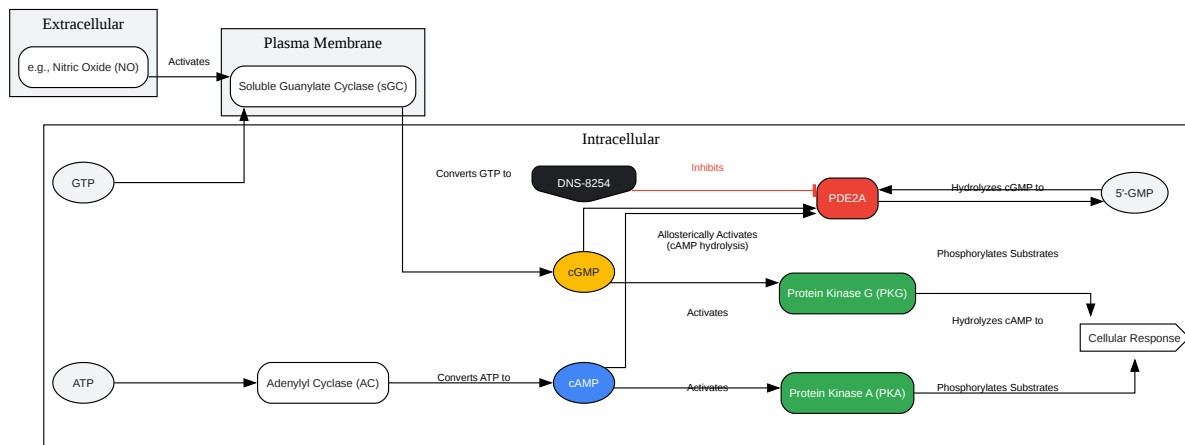 Extracellular
e.g., Nitric Oxide (NO)
Activates
Plasma Membrane
Soluble Guanylate Cyclase (sGC)
Intracellular
GTP
Converts GTP to
DNS-8254
Inhibits
PDE2A
Hydrolyzes cGMP to
5'-GMP
Allosterically Activates
(cAMP hydrolysis)
Phosphorylates Substrates
cGMP
Protein Kinase G (PKG)
Activates
Hydrolyzes cAMP to
Cellular Response
ATP
Adenylyl Cyclase (AC)
Converts ATP to
cAMP
Activates
Protein Kinase A (PKA)
Phosphorylates Substrates